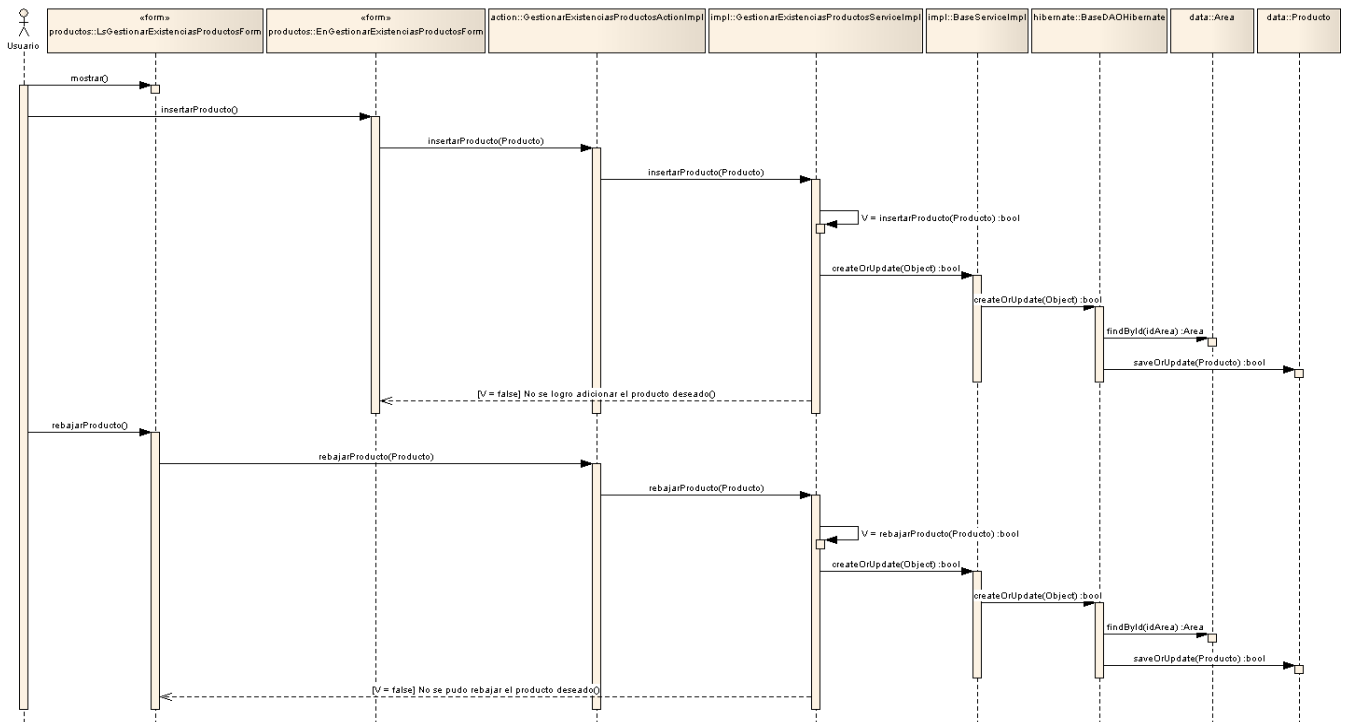 «form»
productos::LsGestionarExistenciasProductosForm
«form»
productos::EnGestionarExistenciasProductosForm
action::GestionarExistenciasProductosActionImpl
impl::GestionarExistenciasProductosServiceImpl
impl::BaseServiceImpl
hibernate::BaseDAOHibernate
data::Area
data::Producto
Usuario
mostrar()
insertarProducto()
insertarProducto(Producto)
insertarProducto(Producto)
V = insertarProducto(Producto) :bool
createOrUpdate(Object) :bool
createOrUpdate(Object) :bool
findById(idArea) :Area
saveOrUpdate(Producto) :bool
[V = false] No se logro adicionar el producto deseado()
rebajarProducto()
rebajarProducto(Producto)
rebajarProducto(Producto)
V = rebajarProducto(Producto) :bool
createOrUpdate(Object) :bool
createOrUpdate(Object) :bool
findById(idArea) :Area
saveOrUpdate(Producto) :bool
[V = false] No se pudo rebajar el producto deseado()